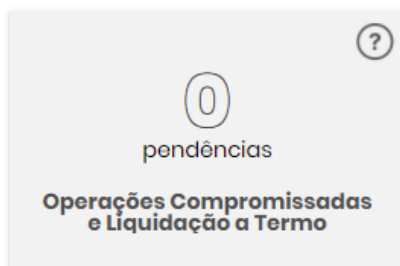 ?
0
pendências
Operações Compromissadas
e Liquidação a Termo